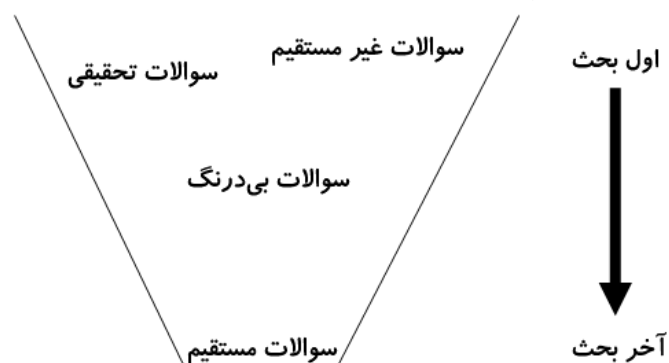 سوالات غیر مستقیم
اول بحث
سوالات تحقیقی
سوالات بی‌درنگ
سوالات مستقیم
آخر بحث